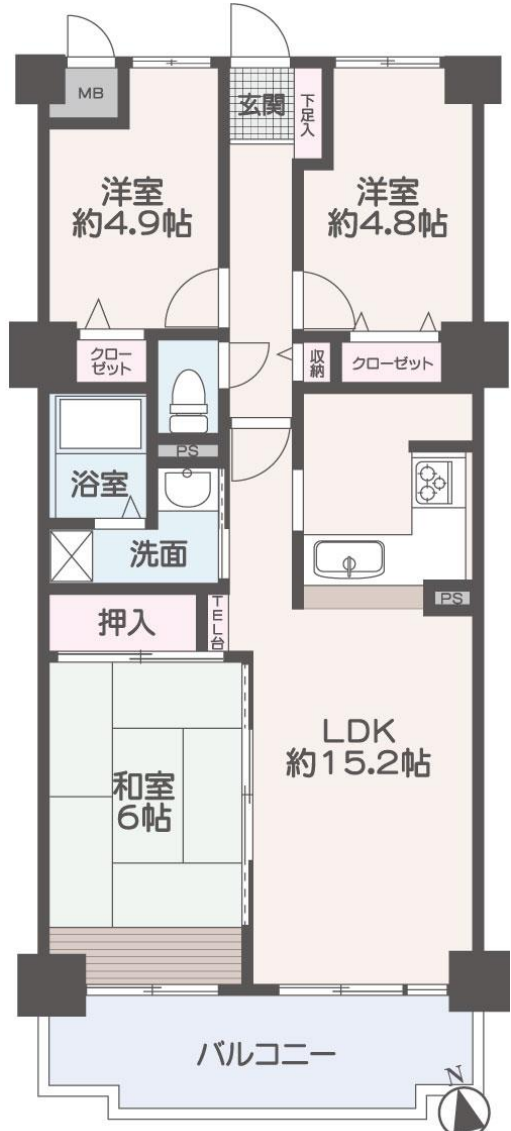 MB
玄関
下足入
洋室
約4.9帖
洋室
約4.8帖
クロー
ゼット
収納
クローゼット
PS
浴室
洗面
押入
TEL台
PS
LDK
約15.2帖
和室
6帖
バルコニー
N